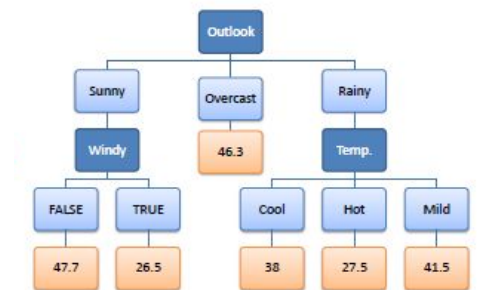 Outlook
Sunny
Overcast
Rainy
Windy
46.3
Temp.
FALSE
TRUE
Cool
Hot
Mild
47.7
26.5
38
27.5
41.5